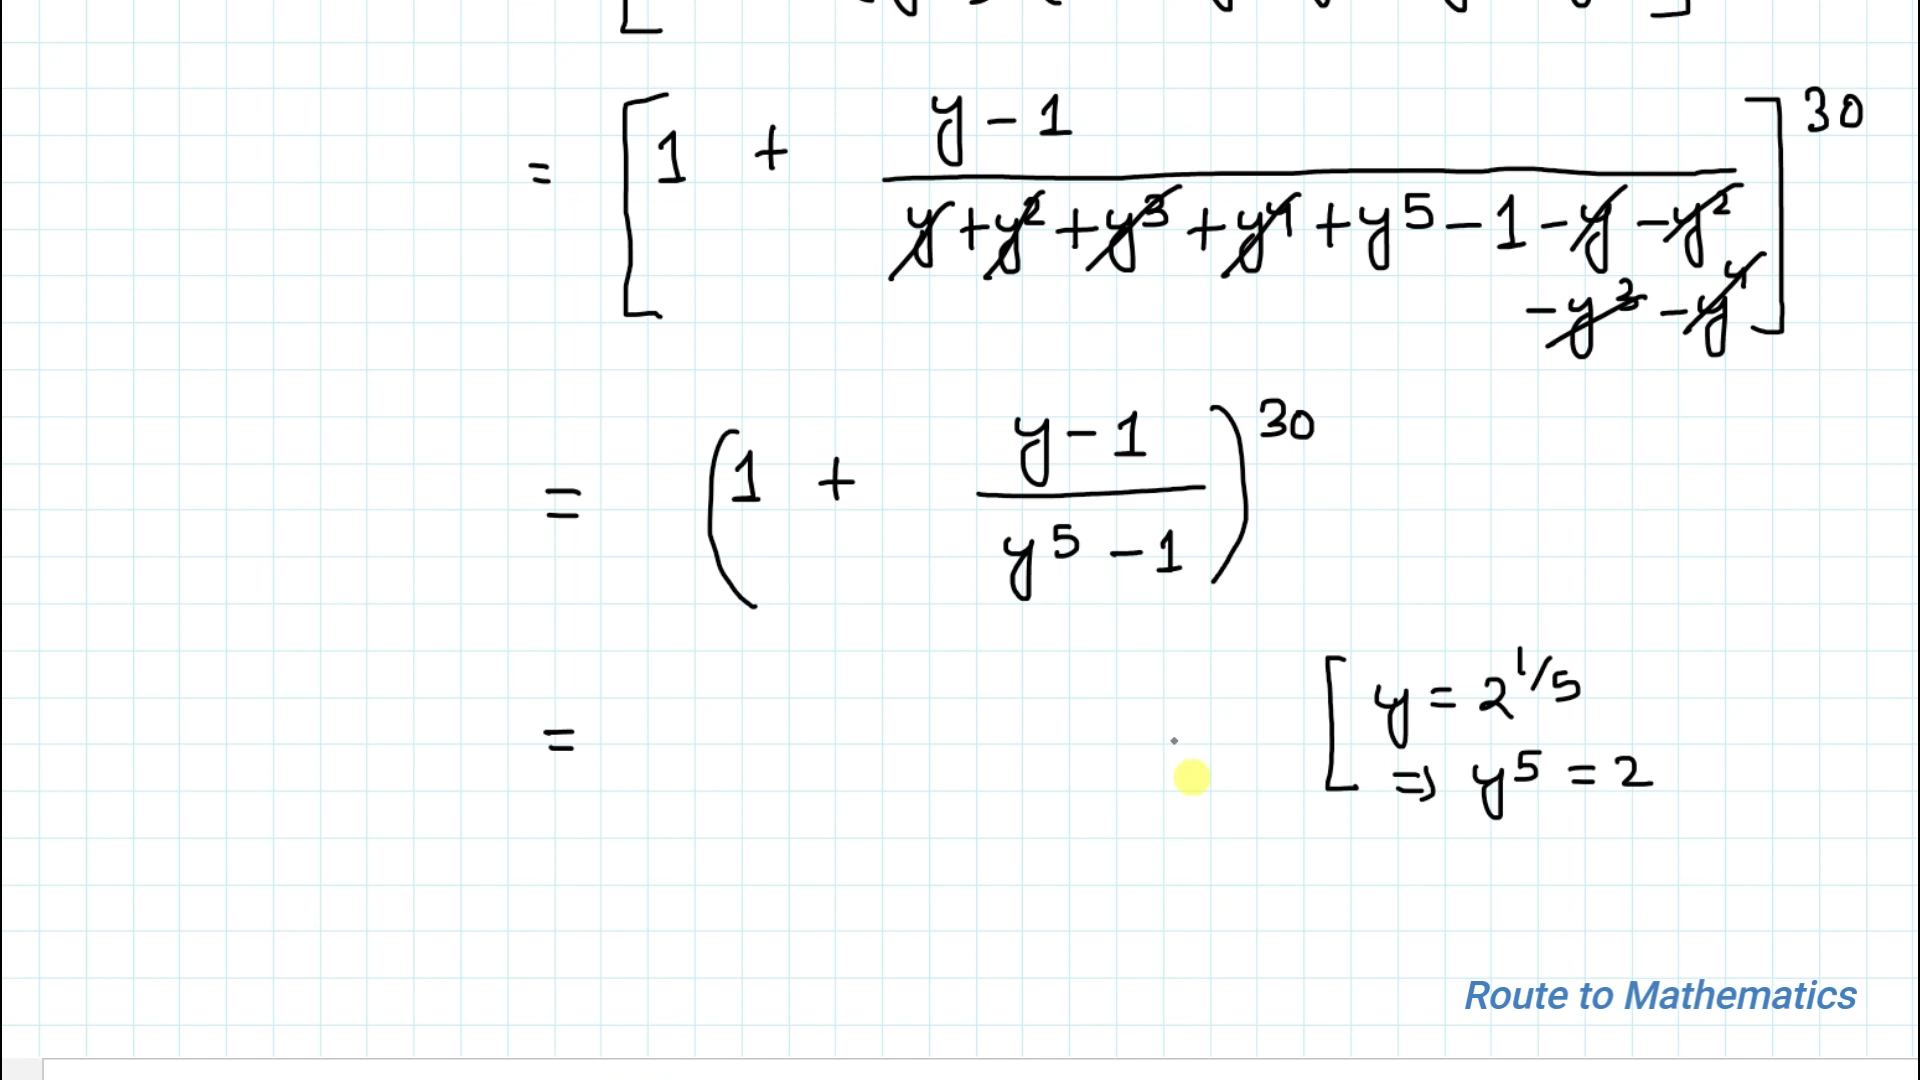 = [ 1 + y - 1 / y + y² + y³ + y⁴ + y⁵ - 1 - y - y² - y³ - y⁴ ]³⁰
= ( 1 + y - 1 / y⁵ - 1 )³⁰
[ y = 2^1/5
= ⇒ y⁵ = 2
Route to Mathematics